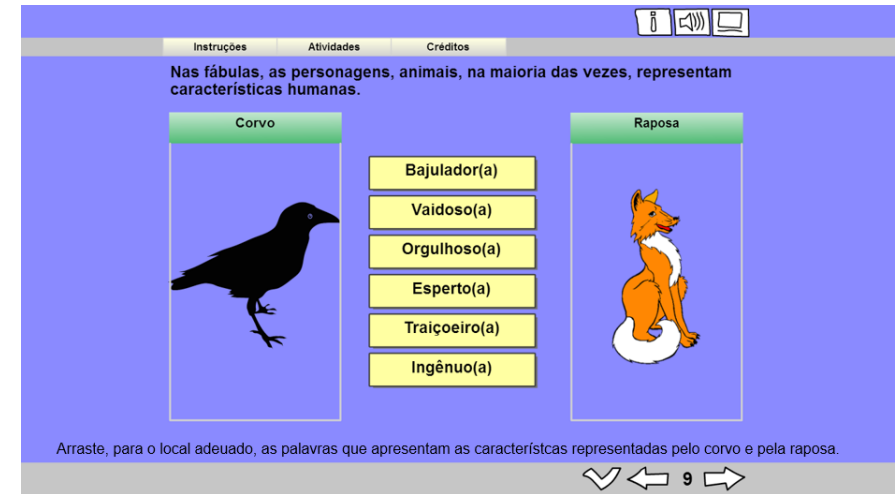 Instruções Atividades Créditos
Nas fábulas, as personagens, animais, na maioria das vezes, representam
características humanas.
Corvo
Raposa
Bajulador(a)
Vaidoso(a)
Orgulhoso(a)
Esperto(a)
Traiçoeiro(a)
Ingênuo(a)
Arraste, para o local adeuado, as palavras que apresentam as característcas representadas pelo corvo e pela raposa.
9